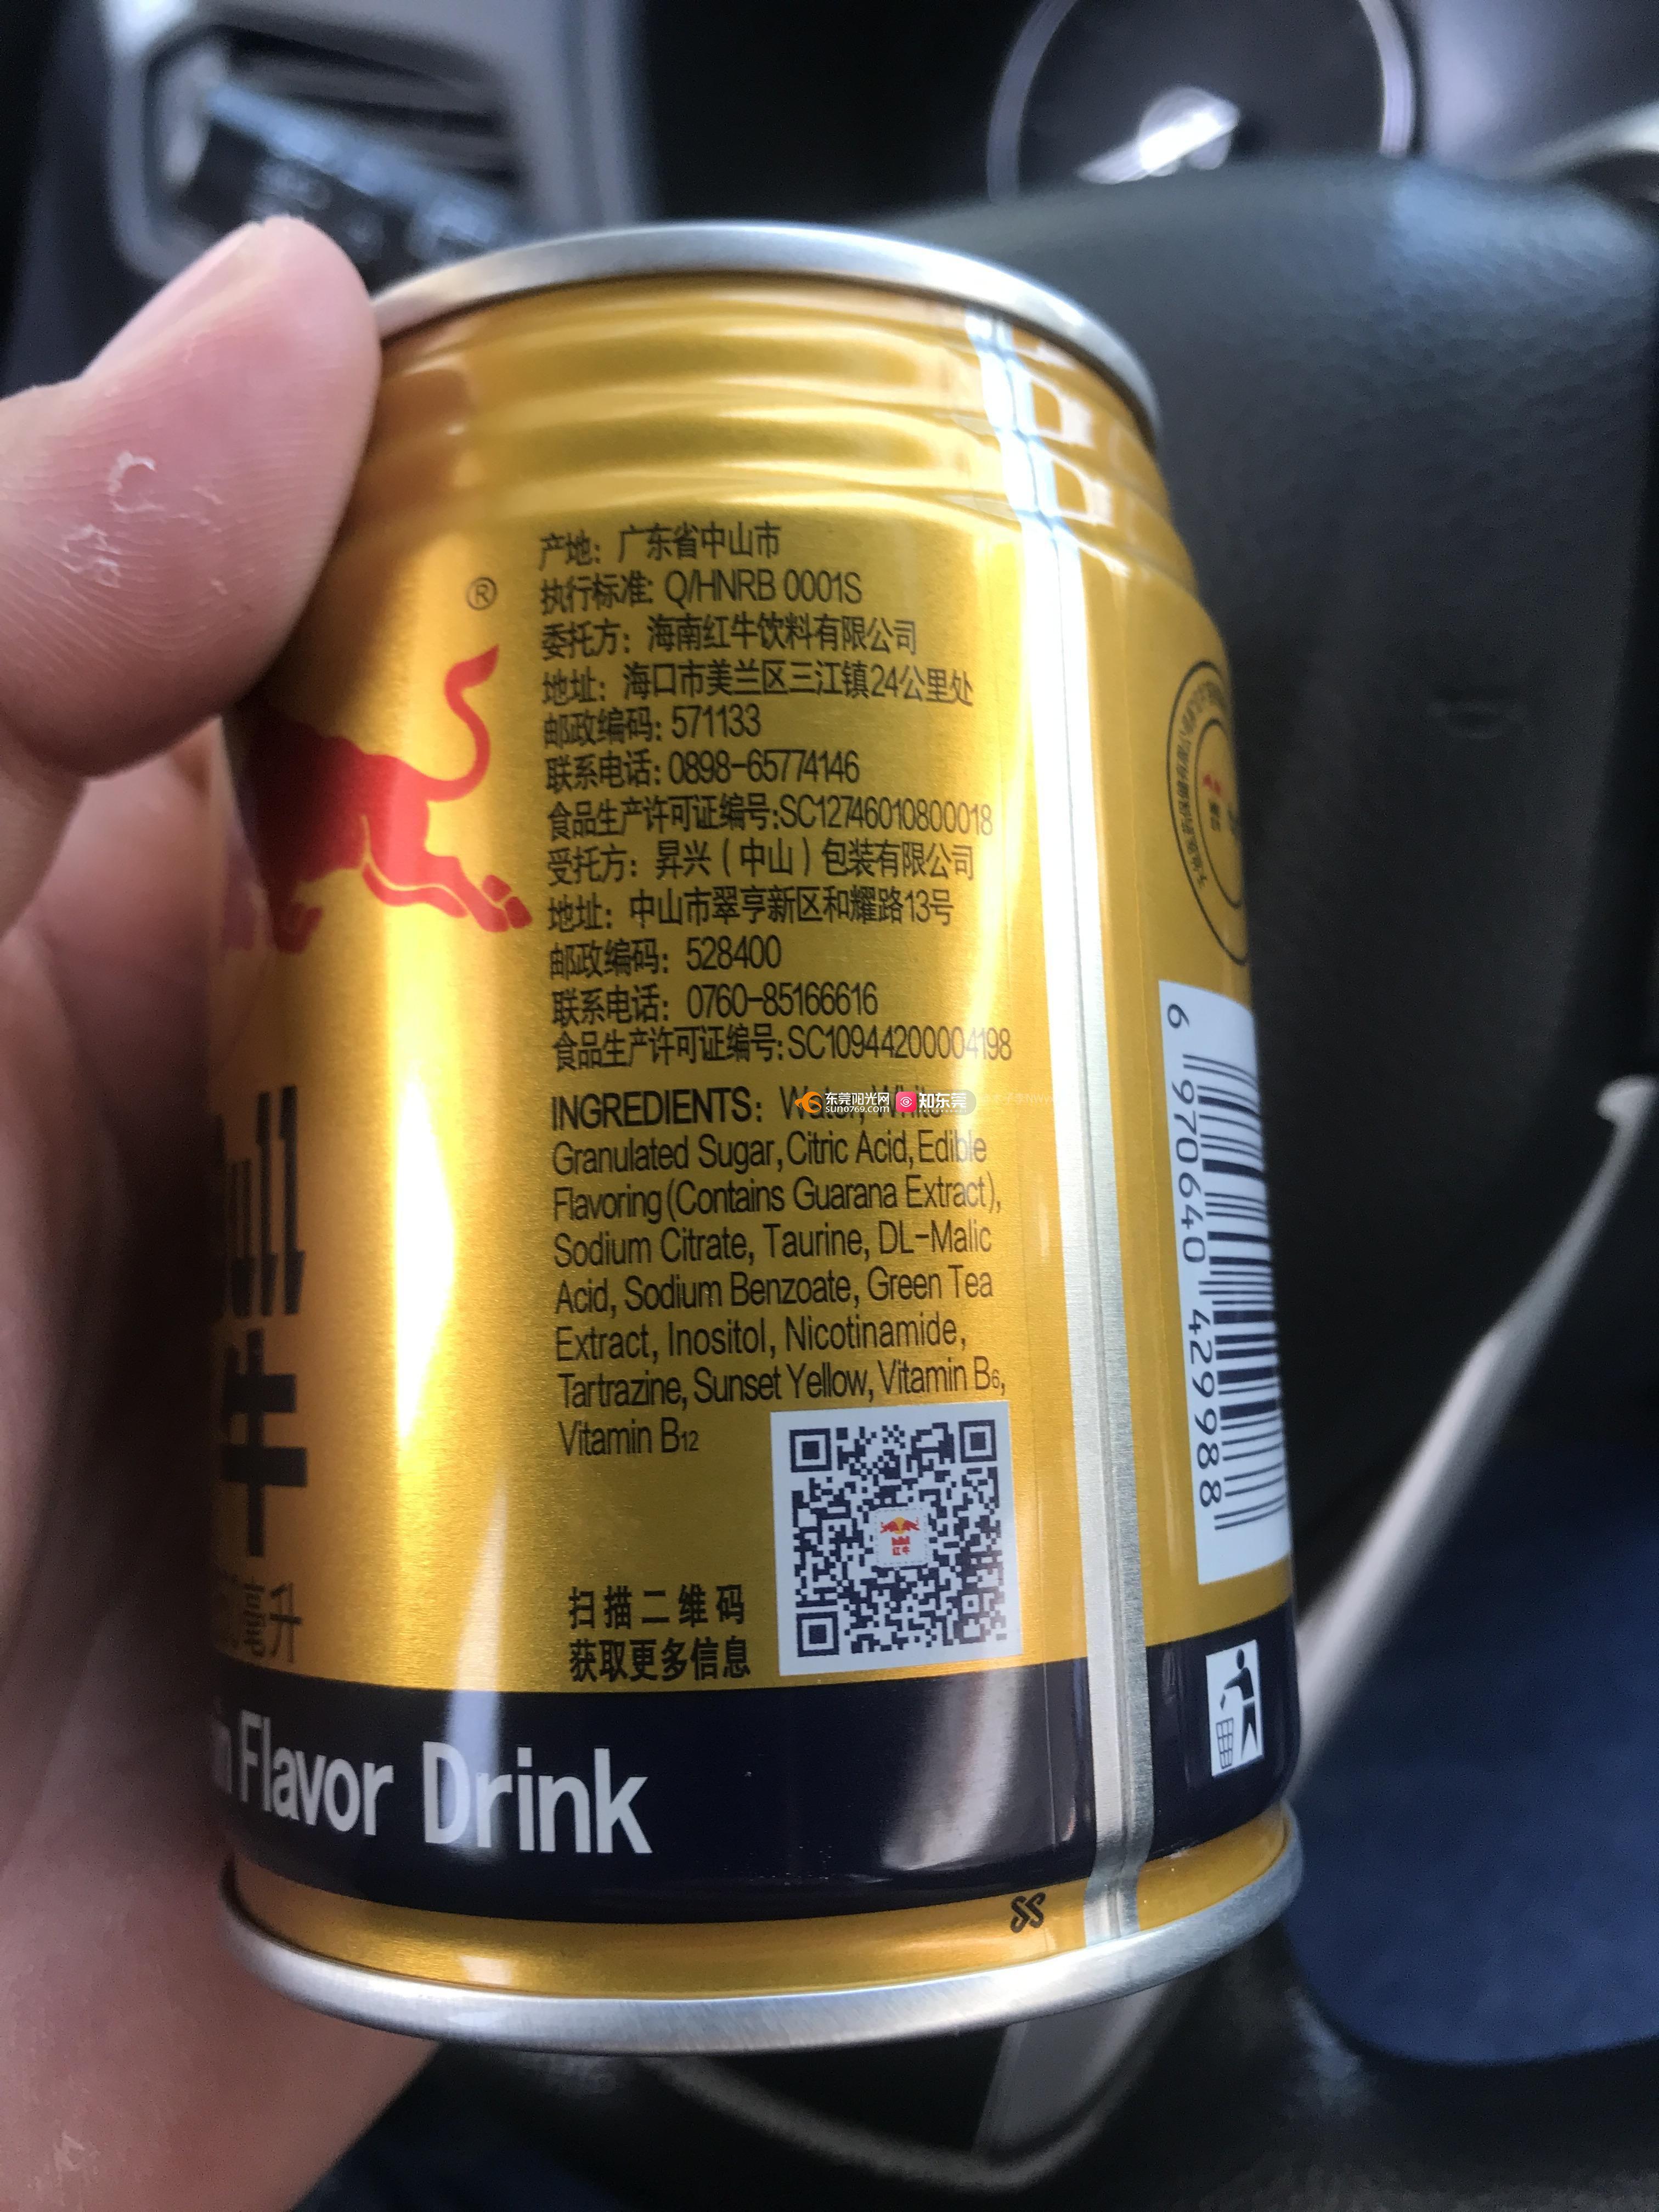 产地：广东省中山市
执行标准: Q/HNRB 0001S
委托方：海南红牛饮料有限公司
地址：海口市美兰区三江镇24公里处
邮政编码: 571133
联系电话: 0898-65774146
食品生产许可证编号:SC12746010800018
受托方：昇兴（中山）包装有限公司
地址：中山市翠亨新区和耀路13号
邮政编码：528400
联系电话：0760-85166616
食品生产许可证编号:SC10944200004198
INGREDIENTS: Water, White
Granulated Sugar, Citric Acid, Edible
Flavoring (Contains Guarana Extract),
Sodium Citrate, Taurine, DL-Malic
Acid, Sodium Benzoate, Green Tea
Extract, Inositol, Nicotinamide,
Tartrazine, Sunset Yellow, Vitamin B6,
Vitamin B12
扫描二维码
获取更多信息
红牛
®
牛
毫升
Flavor Drink
6 970640 429888
东莞阳光网
sun0769.com
知东莞